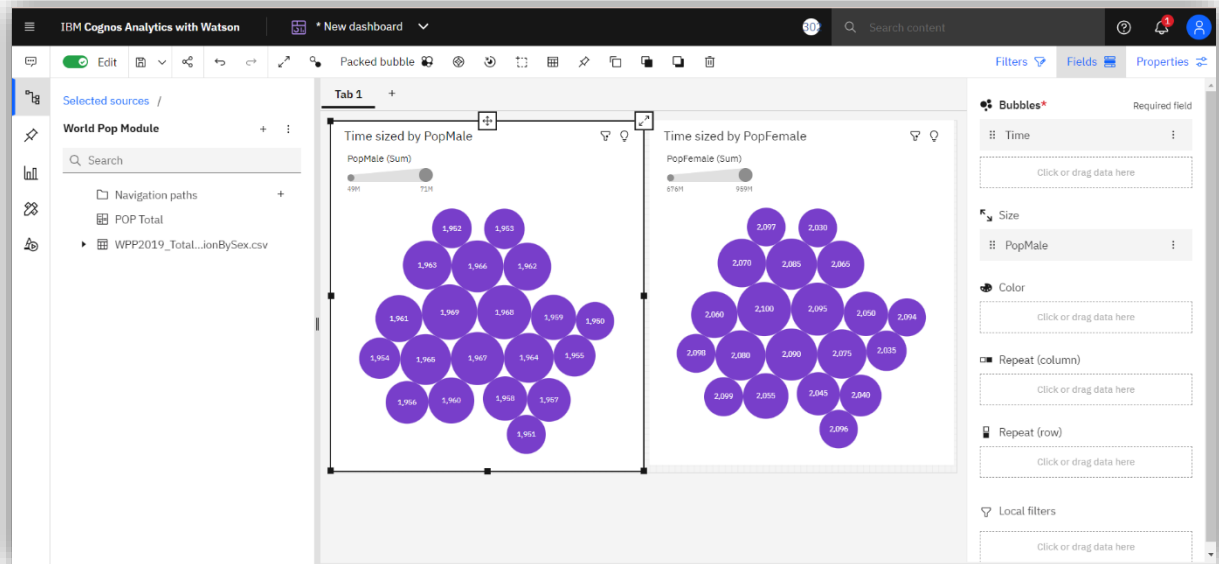 IBM Cognos Analytics with Watson
* New dashboard
302
Search content
1
Edit
Packed bubble
Filters
Fields
Properties
Selected sources /
World Pop Module
Search
Navigation paths
POP Total
WPP2019_Total...ionBySex.csv
Tab 1
Time sized by PopMale
PopMale (Sum)
49M 71M
1,952 1,953
1,963 1,966 1,962
1,961 1,969 1,968 1,959 1,950
1,954 1,965 1,967 1,964 1,955
1,956 1,960 1,958 1,957
1,951
Time sized by PopFemale
PopFemale (Sum)
676M 989M
2,097 2,030
2,070 2,085 2,065
2,060 2,100 2,095 2,050 2,094
2,098 2,080 2,090 2,075 2,035
2,099 2,055 2,045 2,040
2,096
Bubbles* Required field
Time
Click or drag data here
Size
PopMale
Color
Click or drag data here
Repeat (column)
Click or drag data here
Repeat (row)
Click or drag data here
Local filters
Click or drag data here